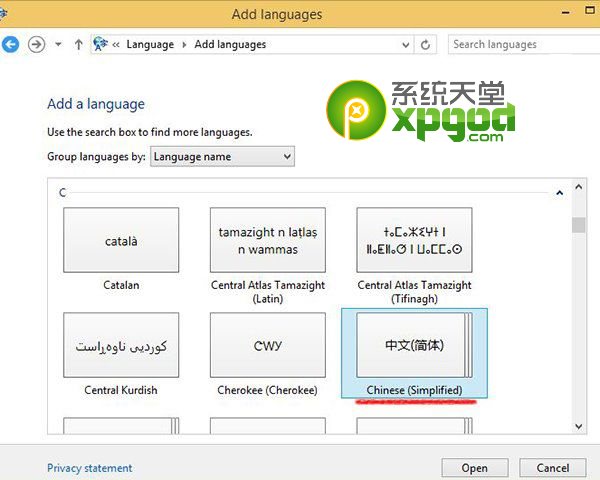 Add languages
« Language Add languages
Search languages
系统天堂
xpgod
.com
Add a language
Use the search box to find more languages.
Group languages by: Language name
C
català
Catalan
tamazight n laṭlaṣ
n wammas
Central Atlas Tamazight
(Latin)
ⵜⴰⵎⴰⵣⵉⵖⵜ ⵏ
ⵍⴰⵟⵍⴰⵚ ⵏ ⵡⴰⵎⵎⴰⵙ
Central Atlas Tamazight
(Tifinagh)
کوردیی ناوەڕاست
Central Kurdish
ᏣᎳᎩ
Cherokee (Cherokee)
中文(简体)
Chinese (Simplified)
Privacy statement
Open
Cancel